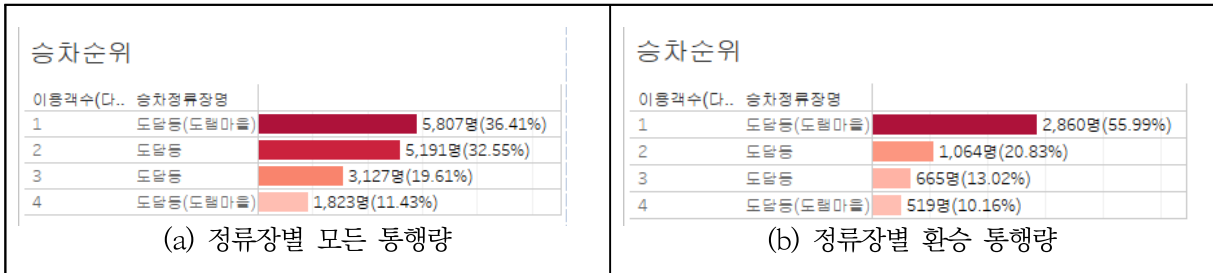 승차순위
이용객수(다.. 승차정류장명
1 도담동(도램마을) 5,807명(36.41%)
2 도담동 5,191명(32.55%)
3 도담동 3,127명(19.61%)
4 도담동(도램마을) 1,823명(11.43%)
(a) 정류장별 모든 통행량
승차순위
이용객수(다.. 승차정류장명
1 도담동(도램마을) 2,860명(55.99%)
2 도담동 1,064명(20.83%)
3 도담동 665명(13.02%)
4 도담동(도램마을) 519명(10.16%)
(b) 정류장별 환승 통행량